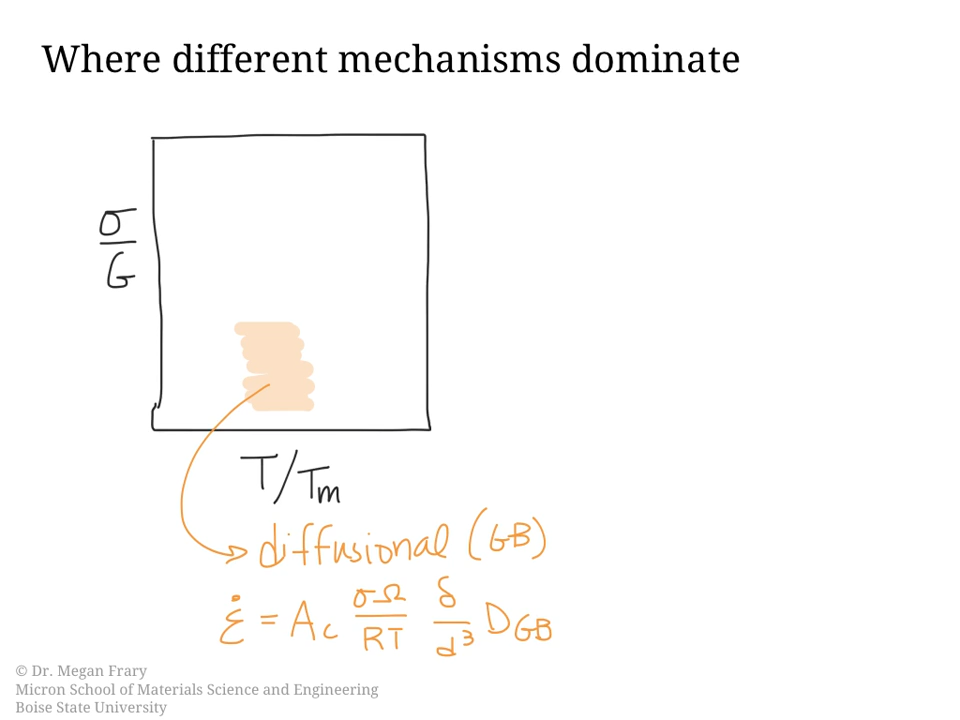 Where different mechanisms dominate
σ/G
T/Tm
diffusional (GB)
ε̇ = Ac σΩ/RT δ/d³ DGB
© Dr. Megan Frary
Micron School of Materials Science and Engineering
Boise State University